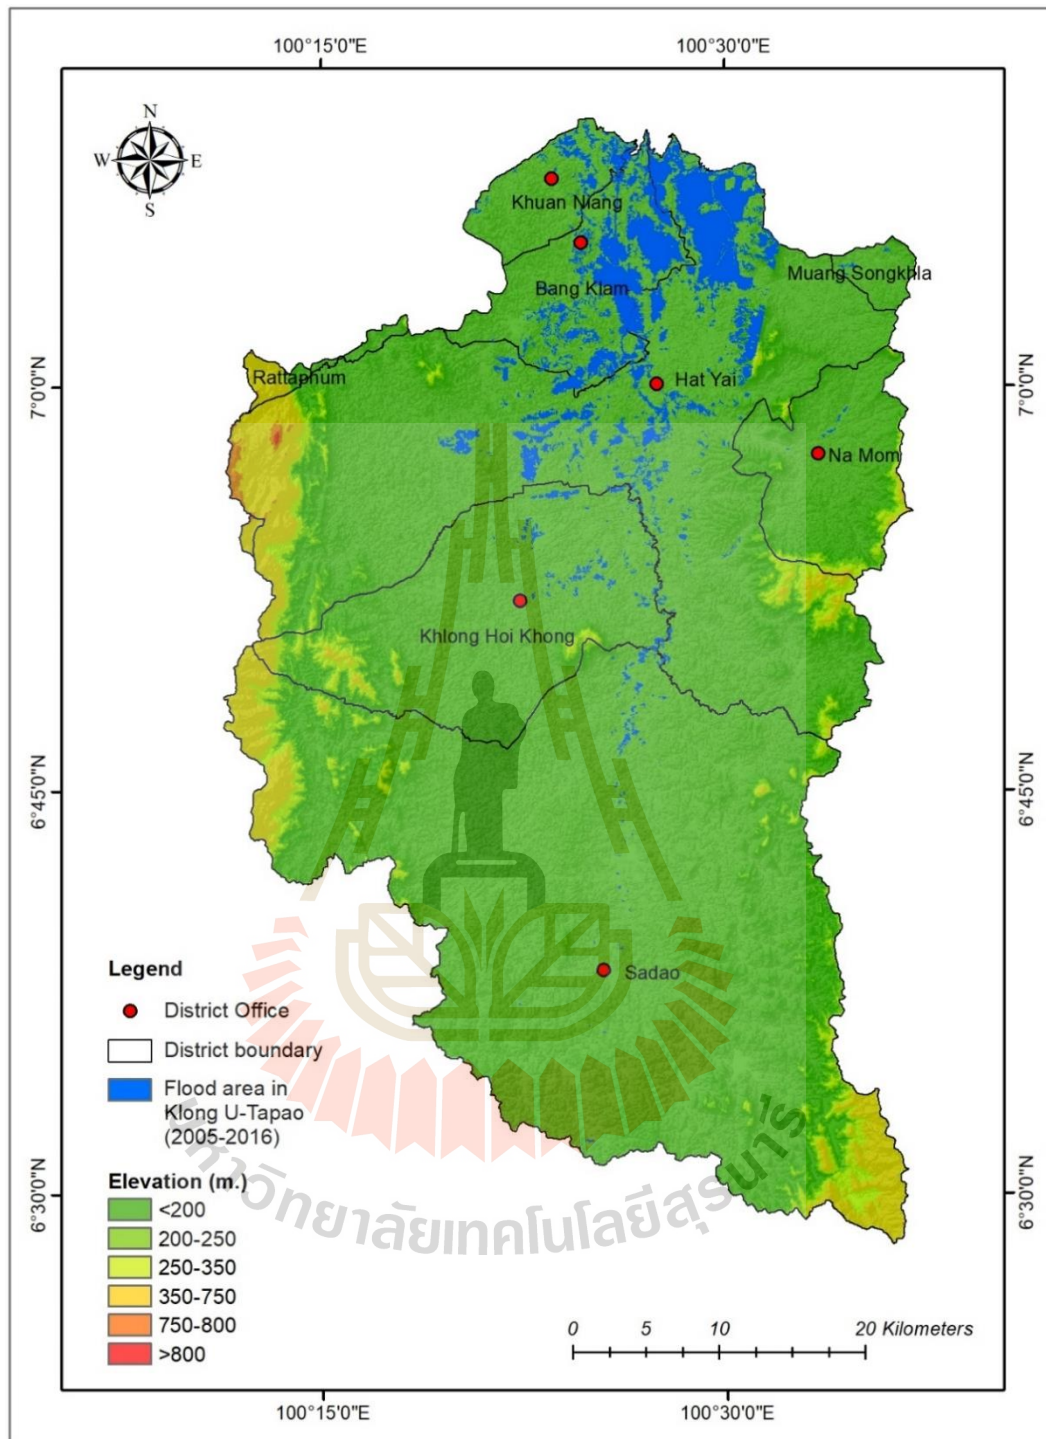 100°15'0"E 100°30'0"E
N
W E
S
Khuan Niang
Bang Klam
Muang Songkhla
Rattaphum
Hat Yai
7°0'0"N 7°0'0"N
Na Mom
Khlong Hoi Khong
6°45'0"N 6°45'0"N
Sadao
Legend
District Office
District boundary
Flood area in
Klong U-Tapao
(2005-2016)
Elevation (m.)
<200
200-250
250-350
350-750
750-800
>800
6°30'0"N 6°30'0"N
มหาวิทยาลัยเทคโนโลยีสุรนารี
0 5 10 20 Kilometers
100°15'0"E 100°30'0"E